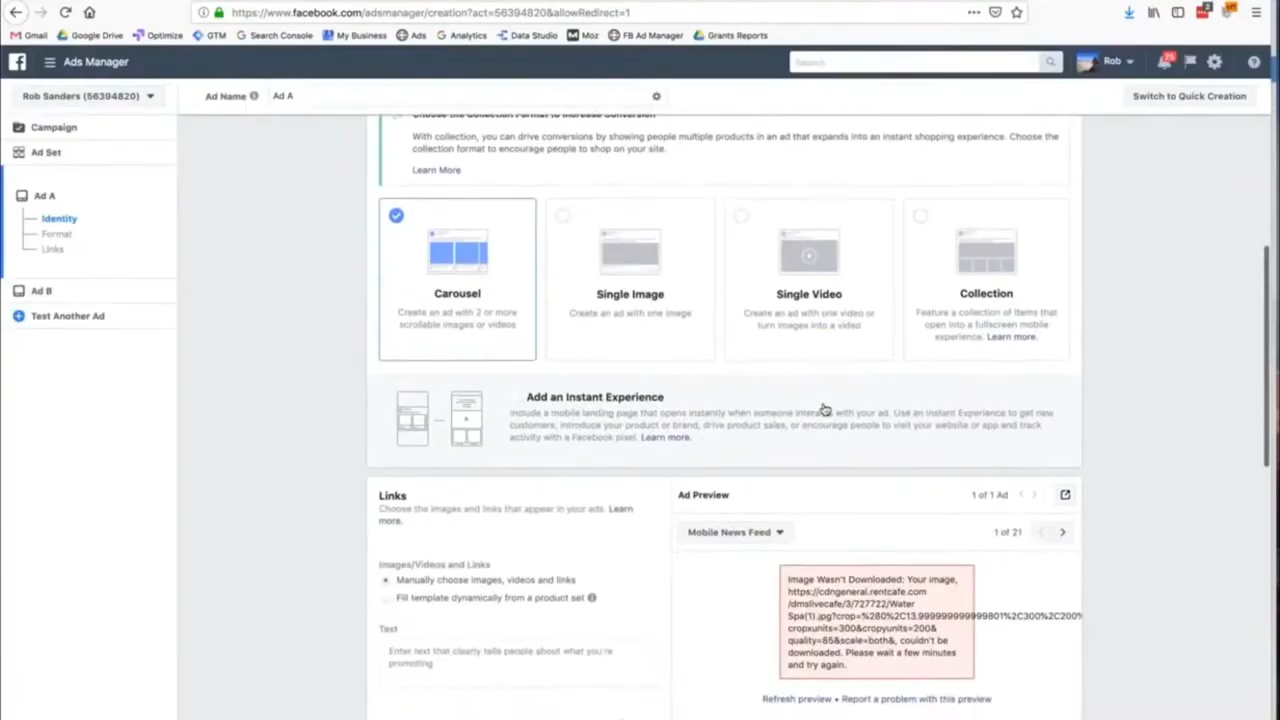 https://www.facebook.com/adsmanager/creation?act=56394820&allowRedirect=1
Gmail Google Drive Optimize GTM Search Console My Business Ads Analytics Data Studio Moz FB Ad Manager Grants Reports
Ads Manager
Search
Rob
25
Rob Sanders (56394820)
Ad Name
Ad A
Switch to Quick Creation
Campaign
Ad Set
Ad A
Identity
Format
Links
Ad B
Test Another Ad
Choose the Collection Format to Increase Conversion
With collection, you can drive conversions by showing people multiple products in an ad that expands into an instant shopping experience. Choose the
collection format to encourage people to shop on your site.
Learn More
Carousel
Create an ad with 2 or more
scrollable images or videos
Single Image
Create an ad with one image
Single Video
Create an ad with one video or
turn images into a video
Collection
Feature a collection of items that
open into a fullscreen mobile
experience. Learn more.
Add an Instant Experience
Include a mobile landing page that opens instantly when someone interacts with your ad. Use an Instant Experience to get new
customers, introduce your product or brand, drive product sales, or encourage people to visit your website or app and track
activity with a Facebook pixel. Learn more.
Links
Choose the images and links that appear in your ads. Learn
more.
Images/Videos and Links
Manually choose images, videos and links
Fill template dynamically from a product set
Text
Enter text that clearly tells people about what you're
promoting
Ad Preview
1 of 1 Ad
Mobile News Feed
1 of 21
Image Wasn't Downloaded: Your image,
https://cdngeneral.rentcafe.com
/dmslivecafe/3/727722/Water
Spa(1).jpg?crop=%280%2C13.999999999999801%2C300%2C200%
cropxunits=300&cropyunits=200&
quality=85&scale=both&, couldn't be
downloaded. Please wait a few minutes
and try again.
Refresh preview • Report a problem with this preview